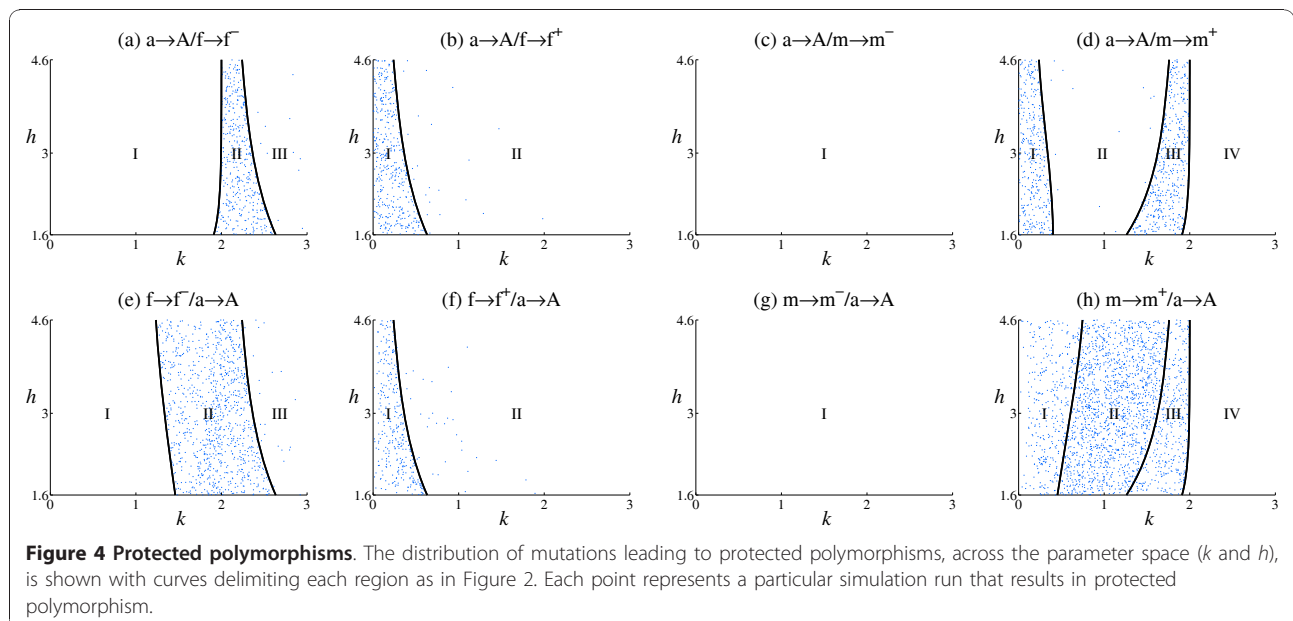 (a) a→A/f→f⁻ (b) a→A/f→f⁺ (c) a→A/m→m⁻ (d) a→A/m→m⁺
4.6 4.6 4.6 4.6
h 3 I II III h 3 I II h 3 I h 3 I II III IV
1.6 1.6 1.6 1.6
0 1 2 3 0 1 2 3 0 1 2 3 0 1 2 3
k k k k
(e) f→f⁻/a→A (f) f→f⁺/a→A (g) m→m⁻/a→A (h) m→m⁺/a→A
4.6 4.6 4.6 4.6
h 3 I II III h 3 I II h 3 I h 3 I II III IV
1.6 1.6 1.6 1.6
0 1 2 3 0 1 2 3 0 1 2 3 0 1 2 3
k k k k
Figure 4 Protected polymorphisms. The distribution of mutations leading to protected polymorphisms, across the parameter space (k and h),
is shown with curves delimiting each region as in Figure 2. Each point represents a particular simulation run that results in protected
polymorphism.